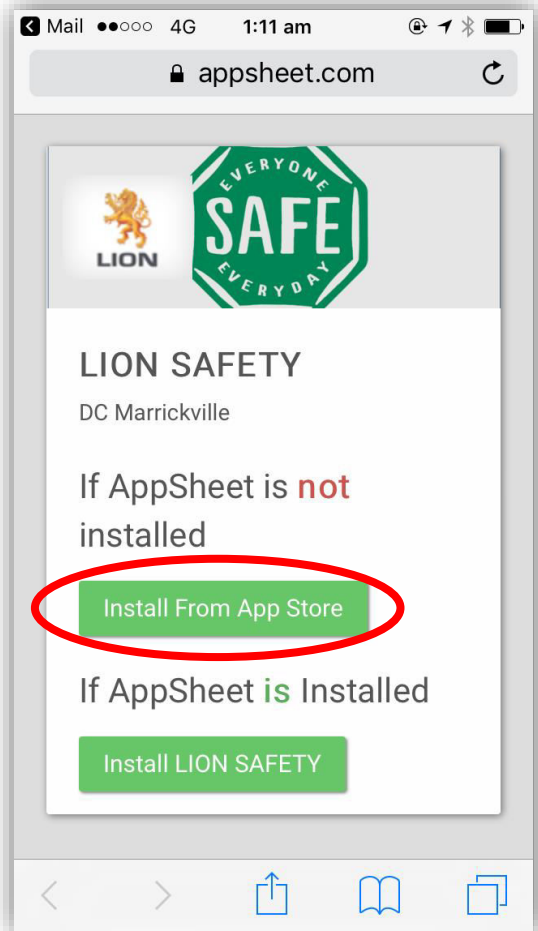 Mail 4G 1:11 am
appsheet.com
LION
EVERYONE
SAFE
EVERYDAY
LION SAFETY
DC Marrickville
If AppSheet is not
installed
Install From App Store
If AppSheet is Installed
Install LION SAFETY